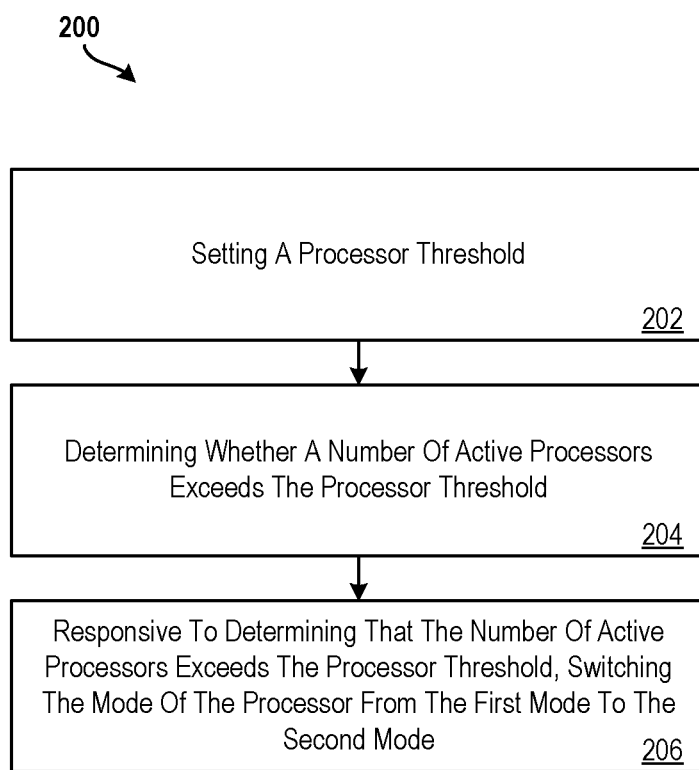 200
Setting A Processor Threshold
202
Determining Whether A Number Of Active Processors
Exceeds The Processor Threshold
204
Responsive To Determining That The Number Of Active
Processors Exceeds The Processor Threshold, Switching
The Mode Of The Processor From The First Mode To The
Second Mode
206